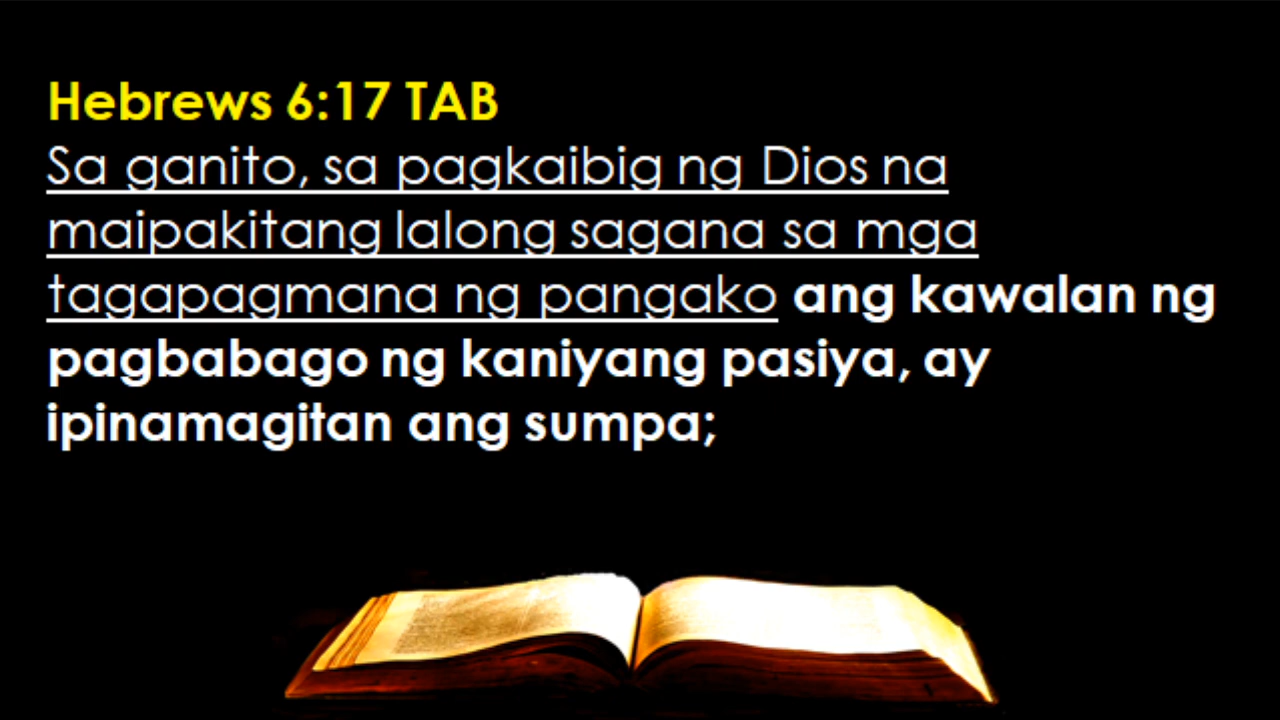 Hebrews 6:17 TAB
Sa ganito, sa pagkaibig ng Dios na
maipakitang lalong sagana sa mga
tagapagmana ng pangako ang kawalan ng
pagbabago ng kaniyang pasiya, ay
ipinamagitan ang sumpa;